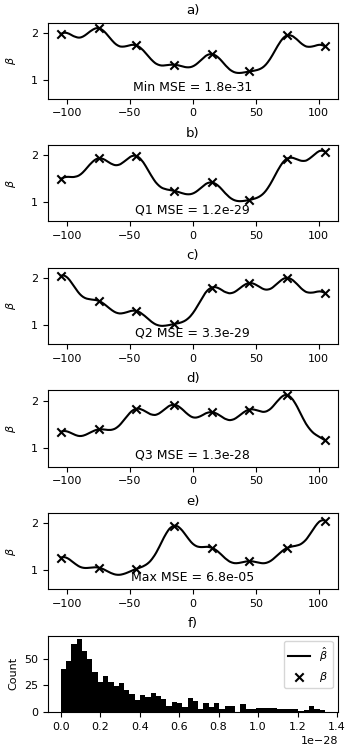 a)
2
1
β
−100 −50 0 50 100
Min MSE = 1.8e-31
b)
2
1
β
−100 −50 0 50 100
Q1 MSE = 1.2e-29
c)
2
1
β
−100 −50 0 50 100
Q2 MSE = 3.3e-29
d)
2
1
β
−100 −50 0 50 100
Q3 MSE = 1.3e-28
e)
2
1
β
−100 −50 0 50 100
Max MSE = 6.8e-05
f)
50
25
0
Count
β̂
β
0.0 0.2 0.4 0.6 0.8 1.0 1.2 1.4
1e−28